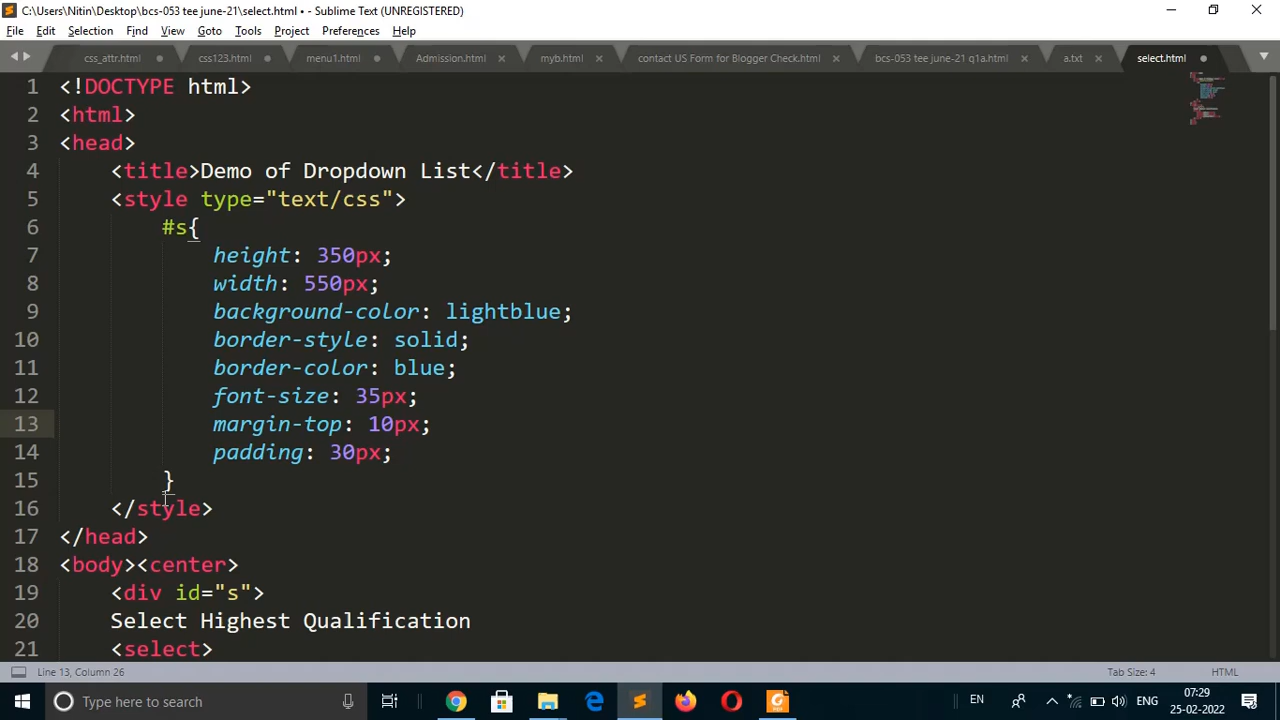 C:\Users\Nitin\Desktop\bcs-053 tee june-21\select.html • - Sublime Text (UNREGISTERED)
File Edit Selection Find View Goto Tools Project Preferences Help
css_attr.html css123.html menu1.html Admission.html myb.html contact US Form for Blogger Check.html bcs-053 tee june-21 q1a.html a.txt select.html
1 <!DOCTYPE html>
2 <html>
3 <head>
4 <title>Demo of Dropdown List</title>
5 <style type="text/css">
6 #s{
7 height: 350px;
8 width: 550px;
9 background-color: lightblue;
10 border-style: solid;
11 border-color: blue;
12 font-size: 35px;
13 margin-top: 10px;
14 padding: 30px;
15 }
16 </style>
17 </head>
18 <body><center>
19 <div id="s">
20 Select Highest Qualification
21 <select>
Line 13, Column 26 Tab Size: 4 HTML
Type here to search EN ENG 07:29
25-02-2022